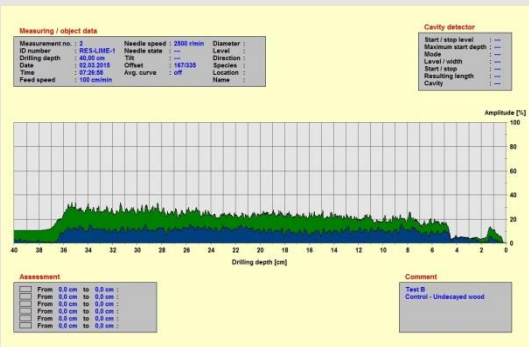 Measuring / object data
Measurement no. : 2 Needle speed : 2500 r/min Diameter :
ID number : RES-LIME-1 Needle state : --- Level :
Drilling depth : 40,00 cm Tilt : --- Direction :
Date : 02.03.2015 Offset : 167/335 Species :
Time : 07:26:58 Avg. curve : off Location :
Feed speed : 100 cm/min Name :
Cavity detector
Start / stop level : ---
Maximum start depth : ---
Mode : ---
Level / width : ---
Start / stop : ---
Resulting length : ---
Cavity : ---
Amplitude [%]
100
80
60
40
20
0
40 38 36 34 32 30 28 26 24 22 20 18 16 14 12 10 8 6 4 2 0
Drilling depth [cm]
Assessment
From 0,0 cm to 0,0 cm :
From 0,0 cm to 0,0 cm :
From 0,0 cm to 0,0 cm :
From 0,0 cm to 0,0 cm :
From 0,0 cm to 0,0 cm :
From 0,0 cm to 0,0 cm :
Comment
Test B
Control - Undecayed wood